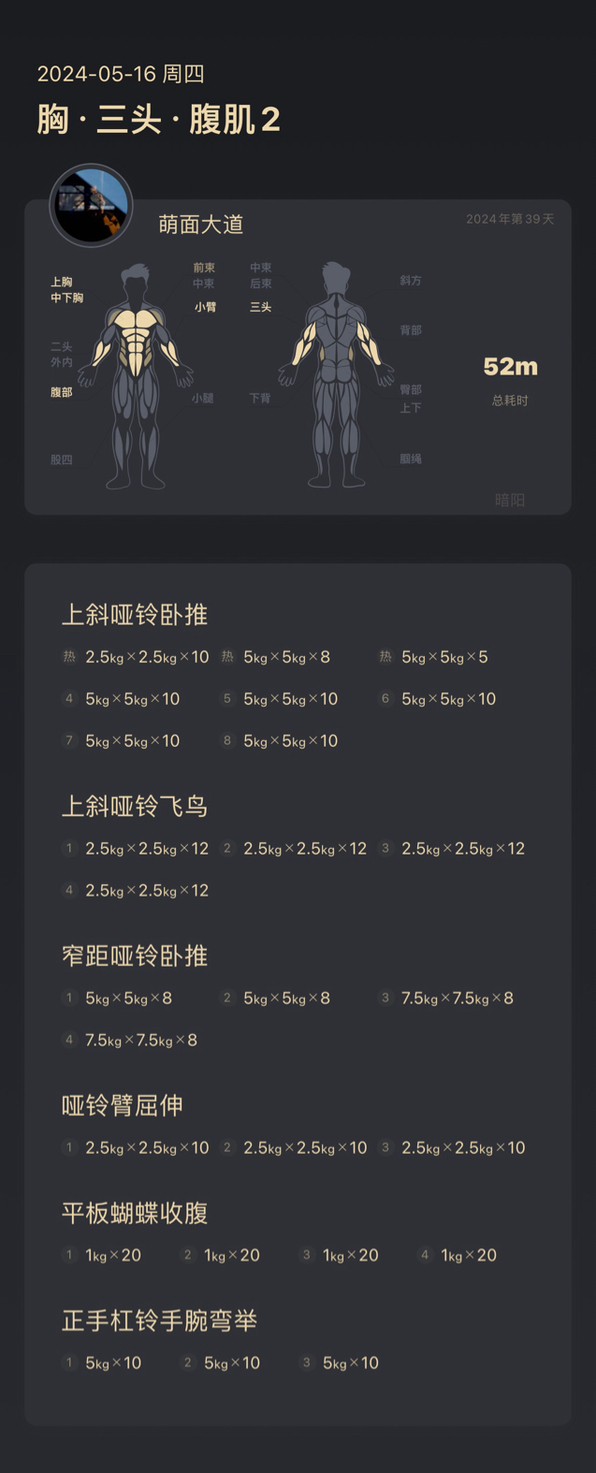 2024-05-16 周四
胸 · 三头 · 腹肌 2
萌面大道
2024年第39天
上胸
中下胸
前束
中束
中束
后束
斜方
小臂
三头
背部
二头
外内
腹部
小腿
下背
臀部
上下
股四
腘绳
52m
总耗时
暗阳
上斜哑铃卧推
热 2.5kg×2.5kg×10 热 5kg×5kg×8 热 5kg×5kg×5
4 5kg×5kg×10 5 5kg×5kg×10 6 5kg×5kg×10
7 5kg×5kg×10 8 5kg×5kg×10
上斜哑铃飞鸟
1 2.5kg×2.5kg×12 2 2.5kg×2.5kg×12 3 2.5kg×2.5kg×12
4 2.5kg×2.5kg×12
窄距哑铃卧推
1 5kg×5kg×8 2 5kg×5kg×8 3 7.5kg×7.5kg×8
4 7.5kg×7.5kg×8
哑铃臂屈伸
1 2.5kg×2.5kg×10 2 2.5kg×2.5kg×10 3 2.5kg×2.5kg×10
平板蝴蝶收腹
1 1kg×20 2 1kg×20 3 1kg×20 4 1kg×20
正手杠铃手腕弯举
1 5kg×10 2 5kg×10 3 5kg×10